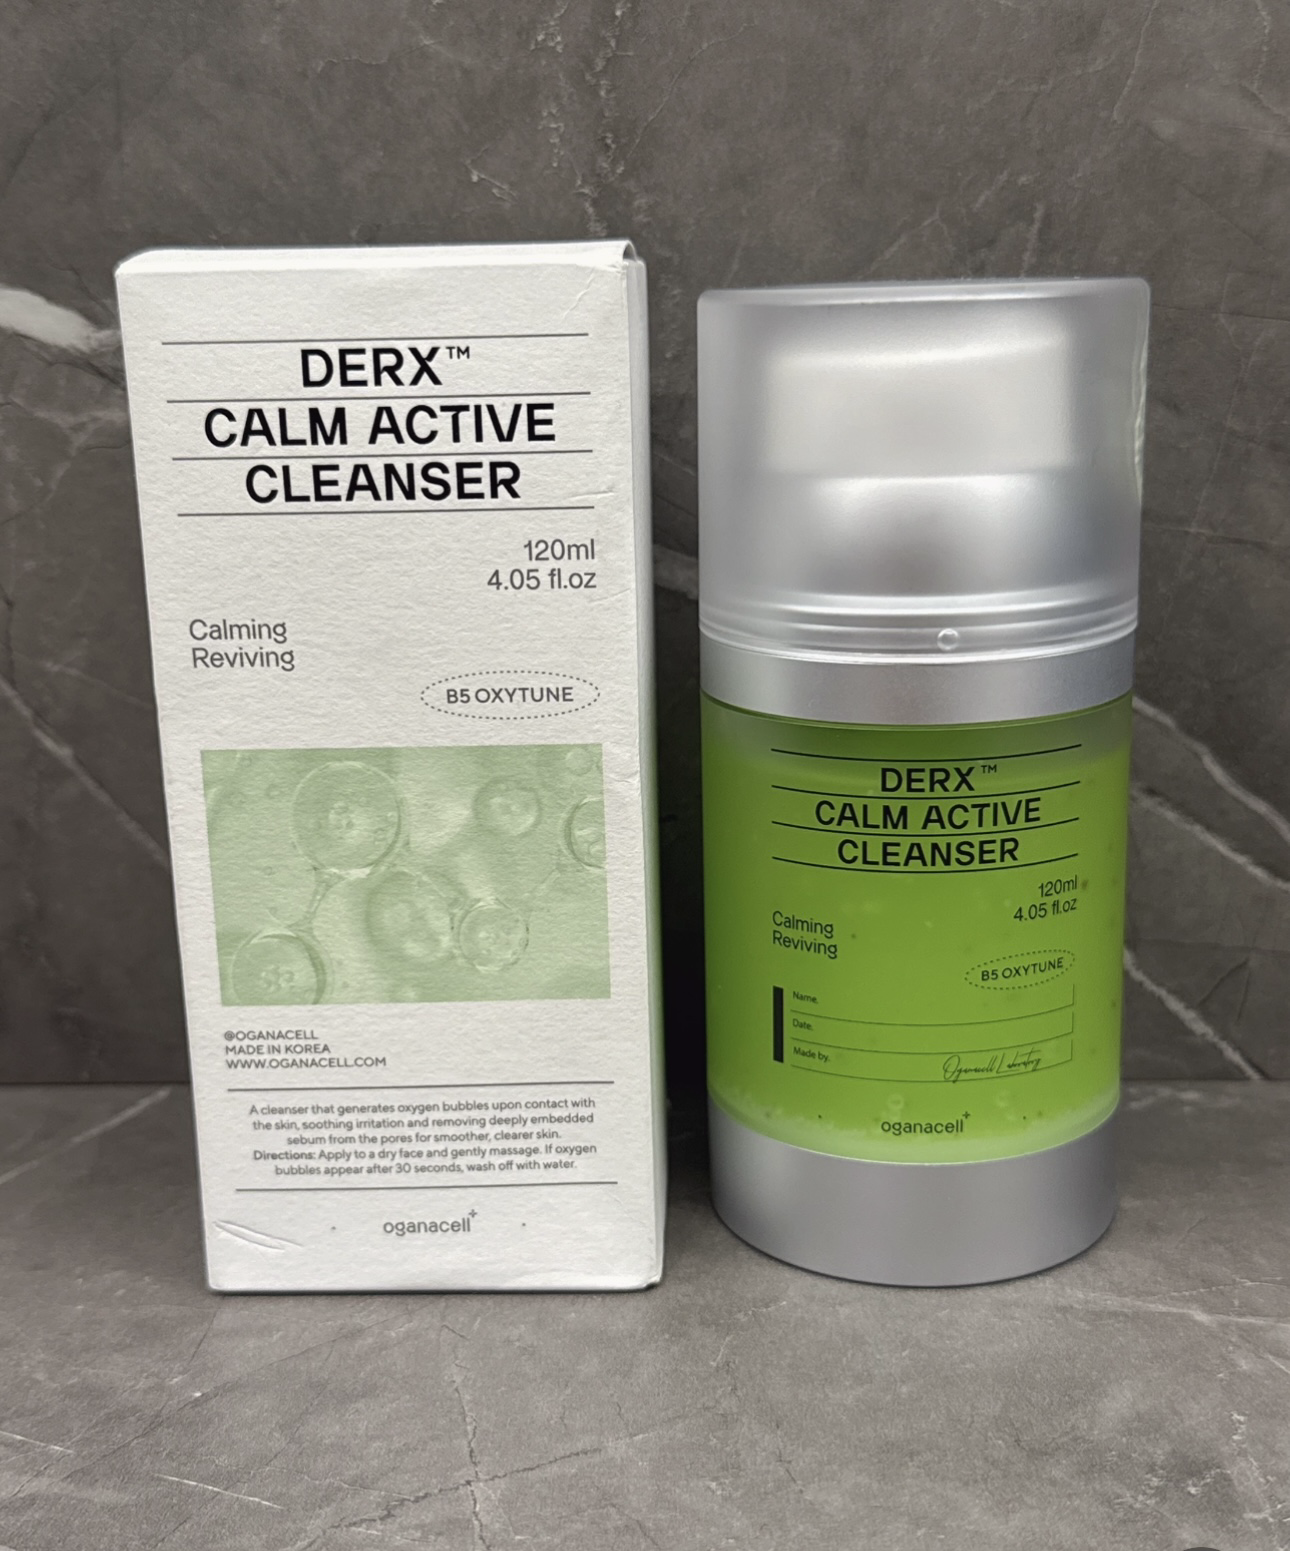 DERX™
CALM ACTIVE
CLEANSER
120ml
4.05 fl.oz
Calming
Reviving
B5 OXYTUNE
@OGANACELL
MADE IN KOREA
WWW.OGANACELL.COM
A cleanser that generates oxygen bubbles upon contact with
the skin, soothing irritation and removing deeply embedded
sebum from the pores for smoother, clearer skin.
Directions: Apply to a dry face and gently massage. If oxygen
bubbles appear after 30 seconds, wash off with water.
oganacell+
DERX™
CALM ACTIVE
CLEANSER
120ml
4.05 fl.oz
Calming
Reviving
B5 OXYTUNE
Name.
Date.
Made by.
Oganacell Laboratory
oganacell+